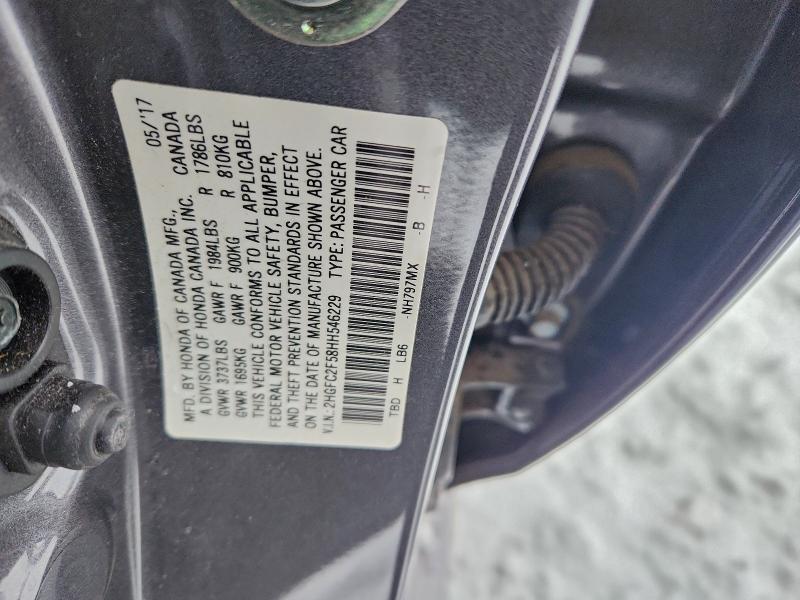 MFD. BY HONDA OF CANADA MFG., 05/'17
A DIVISION OF HONDA CANADA INC. CANADA
GVWR 3737LBS GAWR F 1984LBS R 1786LBS
GVWR 1695KG GAWR F 900KG R 810KG
THIS VEHICLE CONFORMS TO ALL APPLICABLE
FEDERAL MOTOR VEHICLE SAFETY, BUMPER,
AND THEFT PREVENTION STANDARDS IN EFFECT
ON THE DATE OF MANUFACTURE SHOWN ABOVE.
V.I.N.: 2HGFC2F58HH546229 TYPE: PASSENGER CAR
TBD H LB6 -NH797MX -B -H